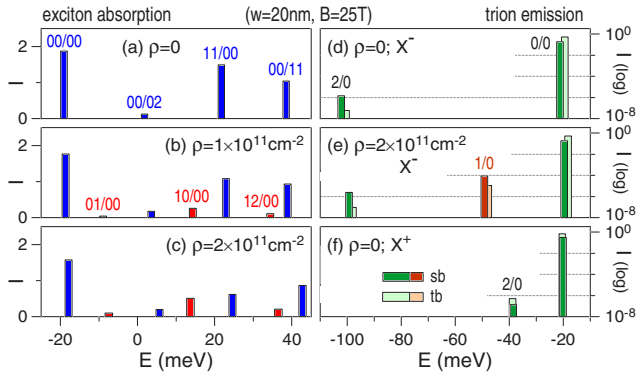 exciton absorption (w=20nm, B=25T) trion emission
(a) ρ=0
00/00
00/02
11/00
00/11
2
0
I
(b) ρ=1×10¹¹cm⁻²
01/00
10/00
12/00
2
0
I
(c) ρ=2×10¹¹cm⁻²
2
0
I
-20 0 20 40
E (meV)
(d) ρ=0; X⁻
2/0
0/0
10⁰
10⁻⁸
I (log)
(e) ρ=2×10¹¹cm⁻²
X⁻
1/0
10⁰
10⁻⁸
I (log)
(f) ρ=0; X⁺
sb
tb
2/0
10⁰
10⁻⁸
I (log)
-100 -80 -60 -40 -20
E (meV)